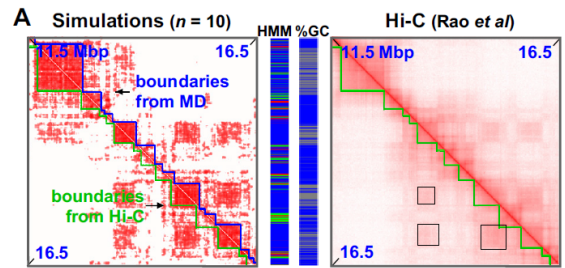 A
Simulations (n = 10)
HMM %GC
Hi-C (Rao et al)
11.5 Mbp
16.5
11.5 Mbp
16.5
boundaries
from MD
boundaries
from Hi-C
16.5
16.5